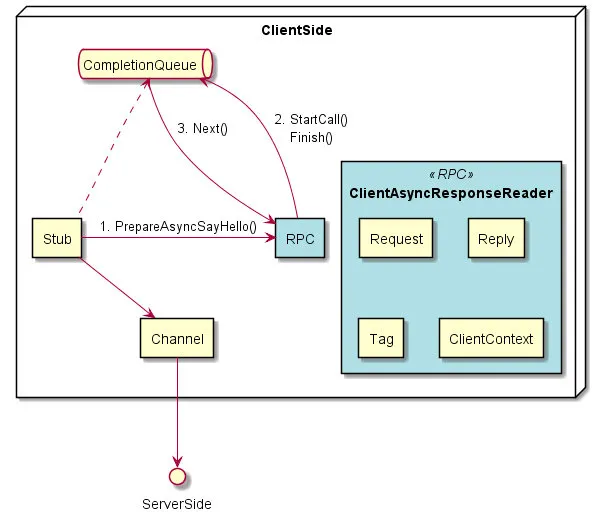 ClientSide
CompletionQueue
2. StartCall()
Finish()
3. Next()
«RPC»
ClientAsyncResponseReader
Stub
1. PrepareAsyncSayHello()
RPC
Request
Reply
Channel
Tag
ClientContext
ServerSide